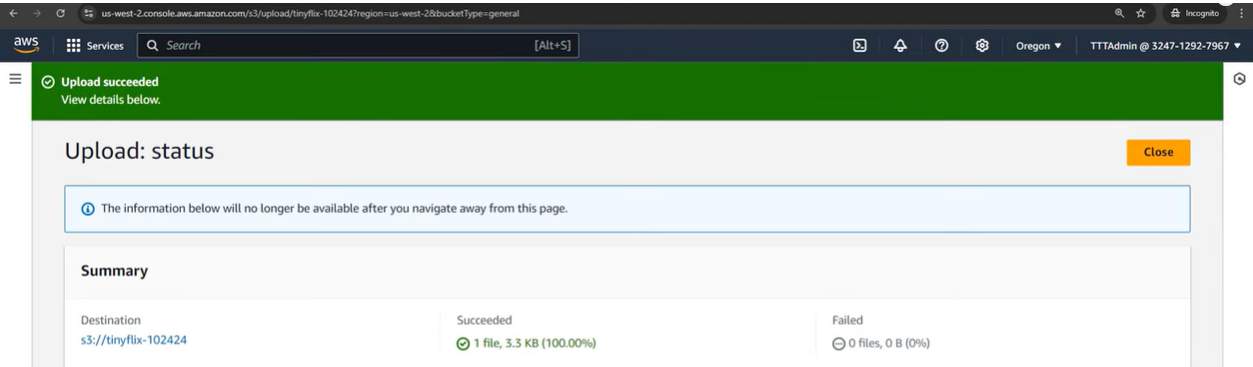 us-west-2.console.aws.amazon.com/s3/upload/tinyflix-102424?region=us-west-2&bucketType=general
Incognito
aws
Services
Search
[Alt+S]
Oregon
TTTAdmin @ 3247-1292-7967
Upload succeeded
View details below.
Upload: status
Close
The information below will no longer be available after you navigate away from this page.
Summary
Destination
s3://tinyflix-102424
Succeeded
1 file, 3.3 KB (100.00%)
Failed
0 files, 0 B (0%)